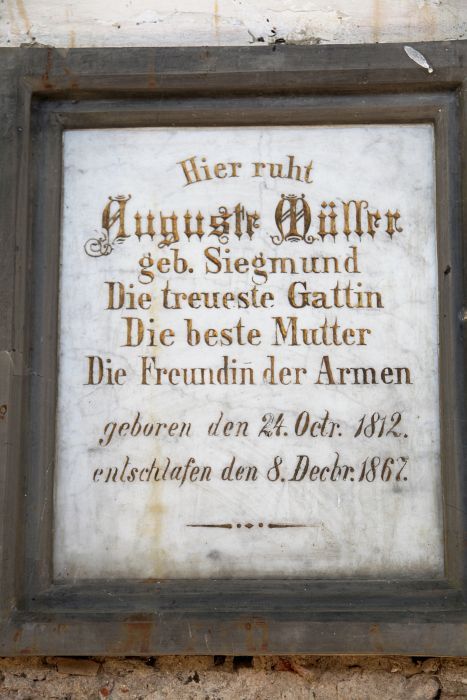 Hier ruht
Auguste Müller
geb. Siegmund
Die treueste Gattin
Die beste Mutter
Die Freundin̄ der Armen
geboren den 24. Octr. 1812.
entschlafen den 8. Decbr. 1867.